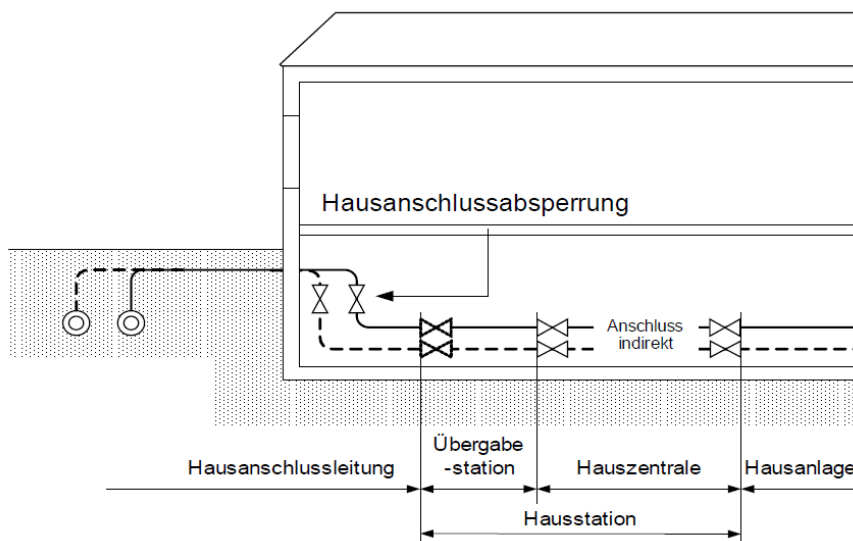 Hausanschlussabsperrung
Anschluss
indirekt
Übergabe
Hausanschlussleitung
-station
Hauszentrale
Hausanlage
Hausstation